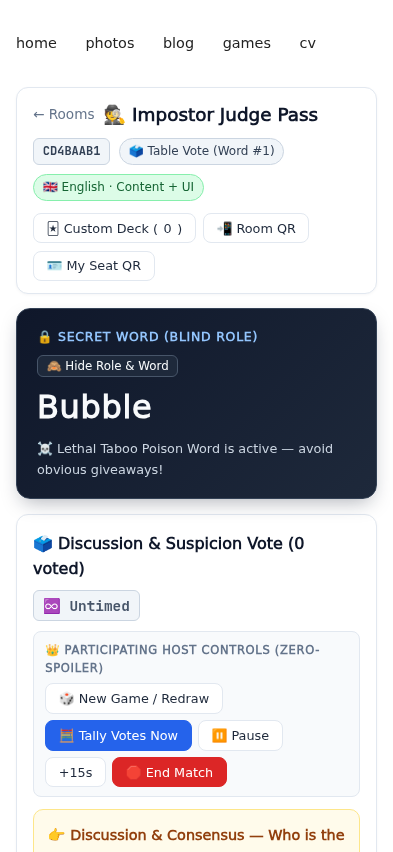 home photos blog games cv
← Rooms 🕵️ Impostor Judge Pass
CD4BAAB1 🗳️ Table Vote (Word #1)
🇬🇧 English · Content + UI
🃏 Custom Deck ( 0 ) 📲 Room QR
🪪 My Seat QR
🔒 SECRET WORD (BLIND ROLE)
🙈 Hide Role & Word
Bubble
☠️ Lethal Taboo Poison Word is active — avoid
obvious giveaways!
🗳️ Discussion & Suspicion Vote (0
voted)
♾️ Untimed
👑 PARTICIPATING HOST CONTROLS (ZERO-
SPOILER)
🎲 New Game / Redraw
🧮 Tally Votes Now ⏸️ Pause
+15s 🛑 End Match
👉 Discussion & Consensus — Who is the